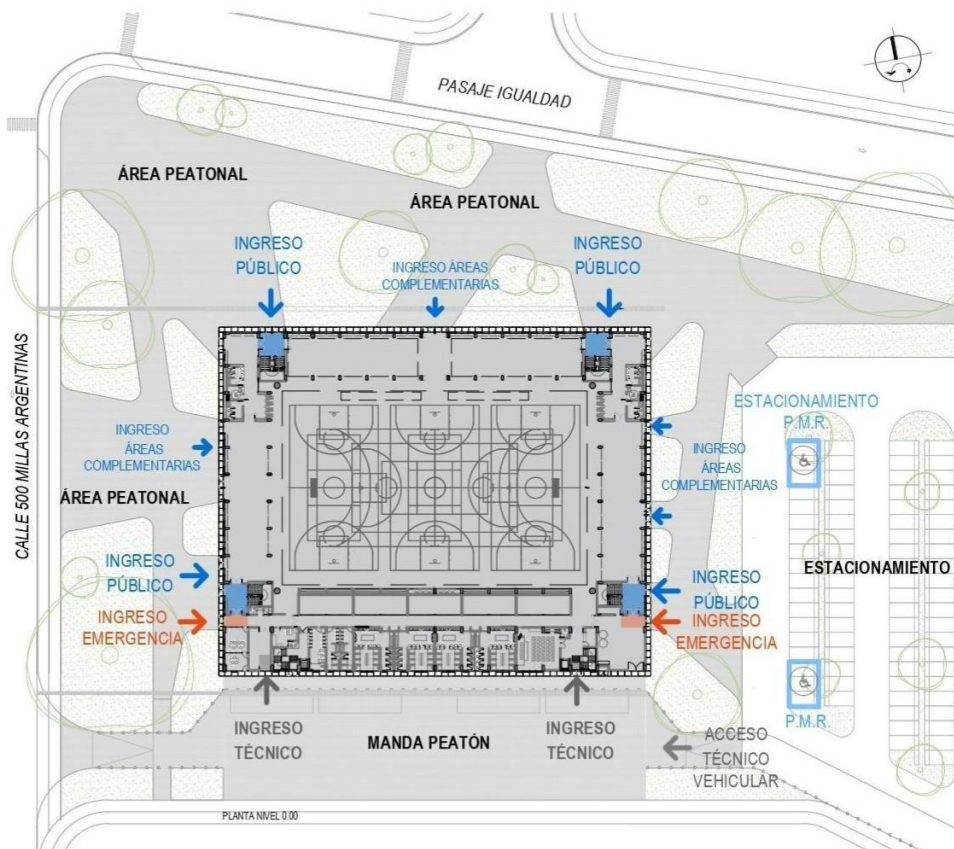 PASAJE IGUALDAD
ÁREA PEATONAL
ÁREA PEATONAL
INGRESO
PÚBLICO
INGRESO ÁREAS
COMPLEMENTARIAS
INGRESO
PÚBLICO
ESTACIONAMIENTO
P.M.R.
INGRESO
ÁREAS
COMPLEMENTARIAS
INGRESO
ÁREAS
COMPLEMENTARIAS
ÁREA PEATONAL
CALLE 500 MILLAS ARGENTINAS
ESTACIONAMIENTO
INGRESO
PÚBLICO
INGRESO
EMERGENCIA
INGRESO
PÚBLICO
INGRESO
EMERGENCIA
P.M.R.
INGRESO
TÉCNICO
MANDA PEATÓN
INGRESO
TÉCNICO
ACCESO
TÉCNICO
VEHICULAR
PLANTA NIVEL 0.00